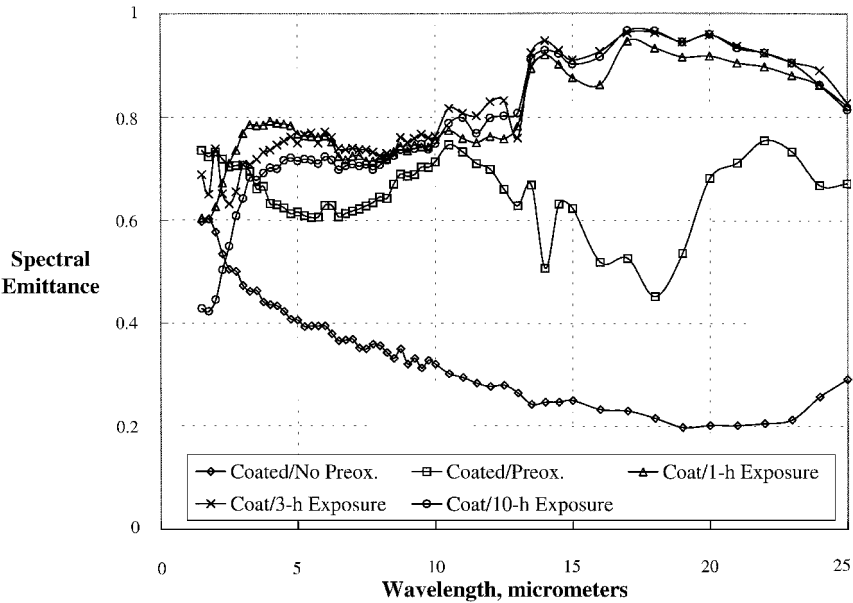 1
0.8
0.6
Spectral
Emittance
0.4
0.2
Coated/No Preox. Coated/Preox. Coat/1-h Exposure
Coat/3-h Exposure Coat/10-h Exposure
0
0 5 10 15 20 25
Wavelength, micrometers